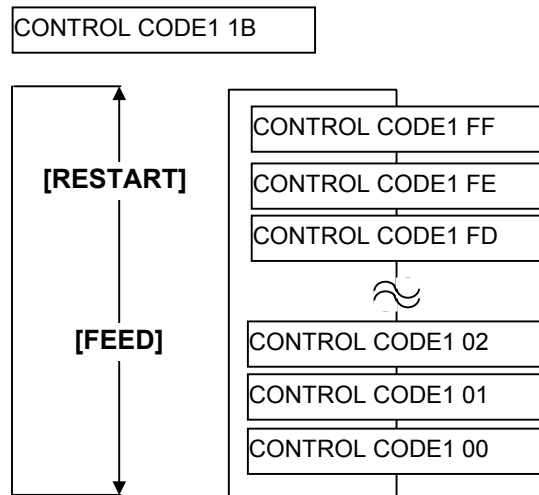 CONTROL CODE1 1B
CONTROL CODE1 FF
[RESTART]
CONTROL CODE1 FE
CONTROL CODE1 FD
[FEED]
CONTROL CODE1 02
CONTROL CODE1 01
CONTROL CODE1 00